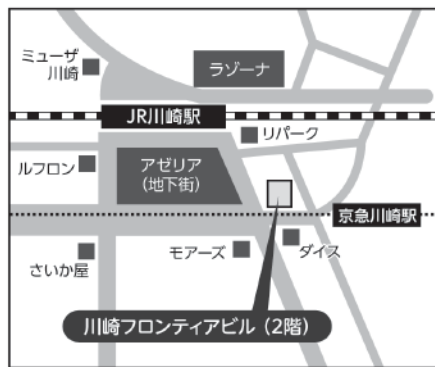 ミューザ
川崎
ラゾーナ
JR川崎駅
リパーク
ルフロン
アゼリア
(地下街)
京急川崎駅
さいか屋
モアーズ
ダイス
川崎フロンティアビル(2階)